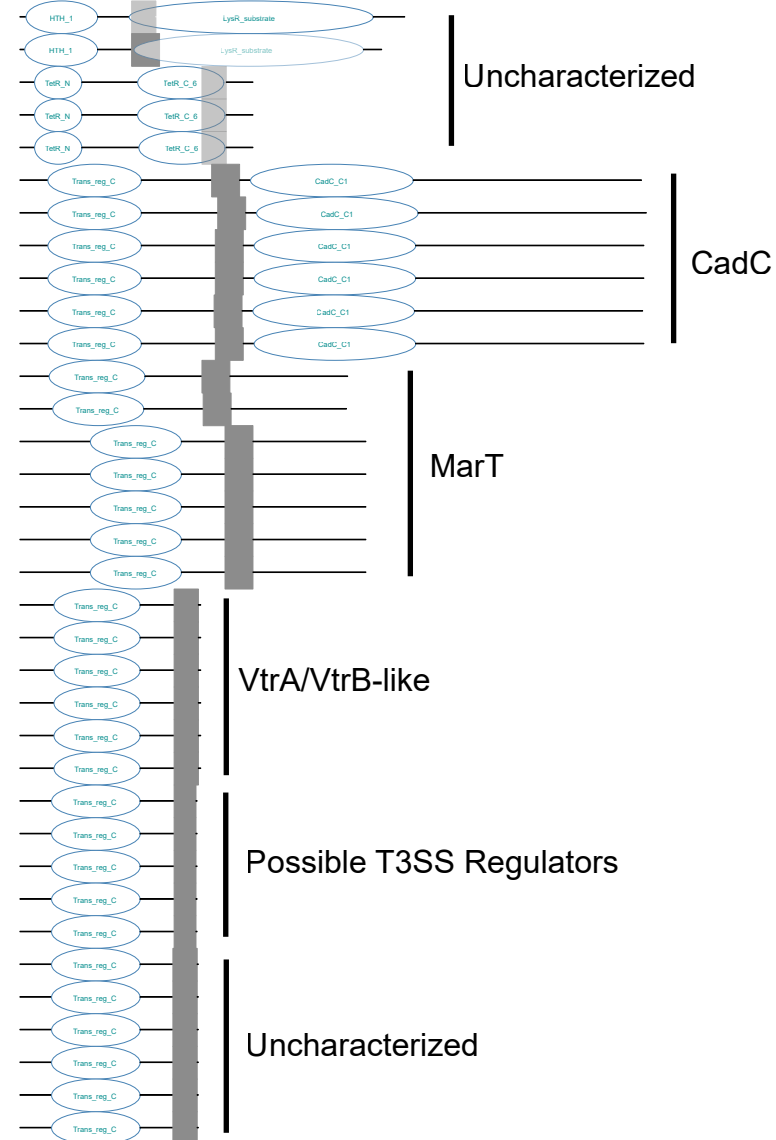 HTH_1 LysR_substrate
HTH_1 LysR_substrate
Uncharacterized
TetR_N TetR_C_6
TetR_N TetR_C_6
TetR_N TetR_C_6
Trans_reg_C CadC_C1
Trans_reg_C CadC_C1
Trans_reg_C CadC_C1
CadC
Trans_reg_C CadC_C1
Trans_reg_C CadC_C1
Trans_reg_C CadC_C1
Trans_reg_C
Trans_reg_C
Trans_reg_C
MarT
Trans_reg_C
Trans_reg_C
Trans_reg_C
Trans_reg_C
Trans_reg_C
Trans_reg_C
Trans_reg_C
VtrA/VtrB-like
Trans_reg_C
Trans_reg_C
Trans_reg_C
Trans_reg_C
Trans_reg_C
Possible T3SS Regulators
Trans_reg_C
Trans_reg_C
Trans_reg_C
Trans_reg_C
Trans_reg_C
Trans_reg_C
Uncharacterized
Trans_reg_C
Trans_reg_C
Trans_reg_C